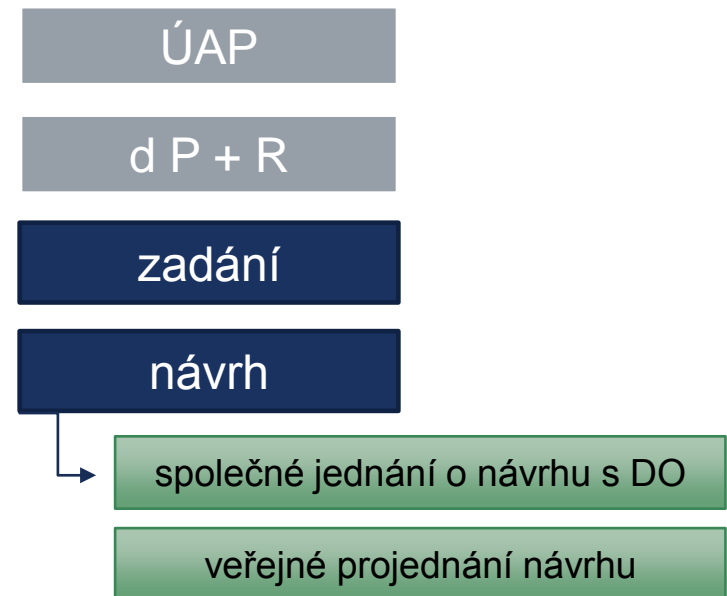 ÚAP
d P + R
zadání
návrh
společné jednání o návrhu s DO
veřejné projednání návrhu